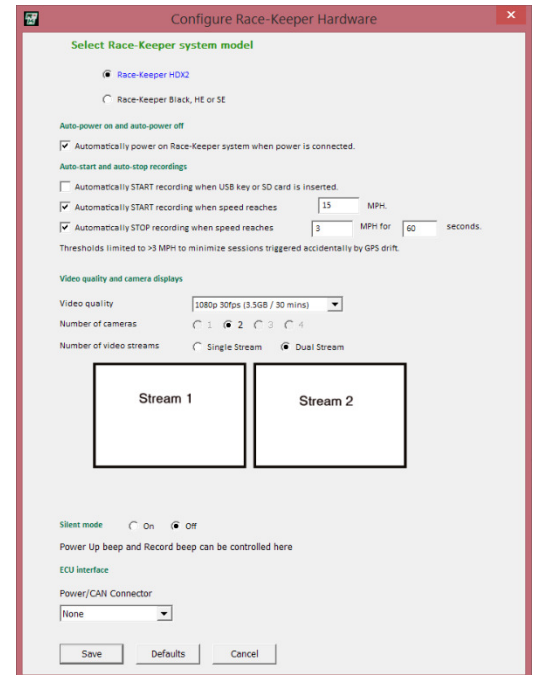 Configure Race-Keeper Hardware
Select Race-Keeper system model
Race-Keeper HDX2
Race-Keeper Black, HE or SE
Auto-power on and auto-power off
Automatically power on Race-Keeper system when power is connected.
Auto-start and auto-stop recordings
Automatically START recording when USB key or SD card is inserted.
Automatically START recording when speed reaches 15 MPH.
Automatically STOP recording when speed reaches 3 MPH for 60 seconds.
Thresholds limited to >3 MPH to minimize sessions triggered accidentally by GPS drift.
Video quality and camera displays
Video quality 1080p 30fps (3.5GB / 30 mins)
Number of cameras 1 2 3 4
Number of video streams Single Stream Dual Stream
Stream 1 Stream 2
Silent mode On Off
Power Up beep and Record beep can be controlled here
ECU interface
Power/CAN Connector
None
Save Defaults Cancel